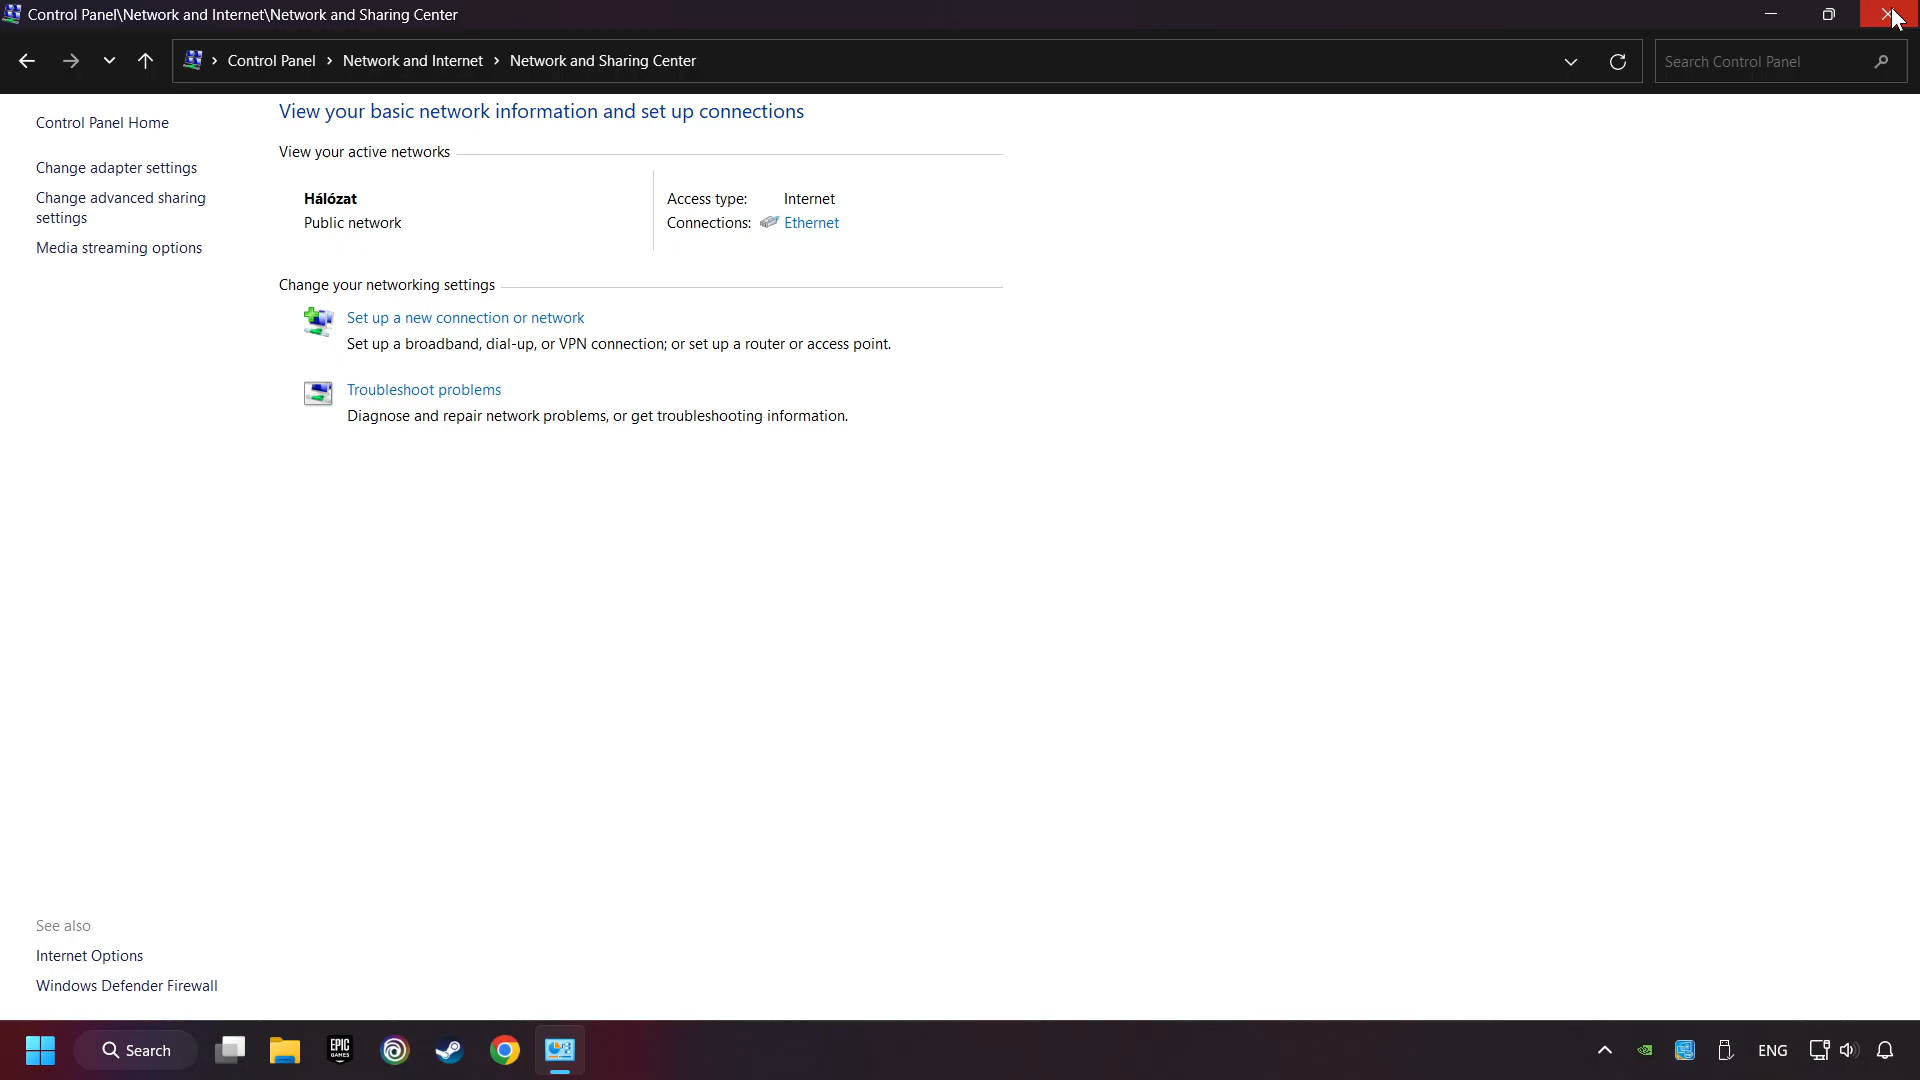 Control Panel\Network and Internet\Network and Sharing Center
Control Panel > Network and Internet > Network and Sharing Center
Search Control Panel
Control Panel Home
Change adapter settings
Change advanced sharing
settings
Media streaming options
View your basic network information and set up connections
View your active networks
Hálózat
Public network
Access type: Internet
Connections: Ethernet
Change your networking settings
Set up a new connection or network
Set up a broadband, dial-up, or VPN connection; or set up a router or access point.
Troubleshoot problems
Diagnose and repair network problems, or get troubleshooting information.
See also
Internet Options
Windows Defender Firewall
Search
EPIC
GAMES
ENG